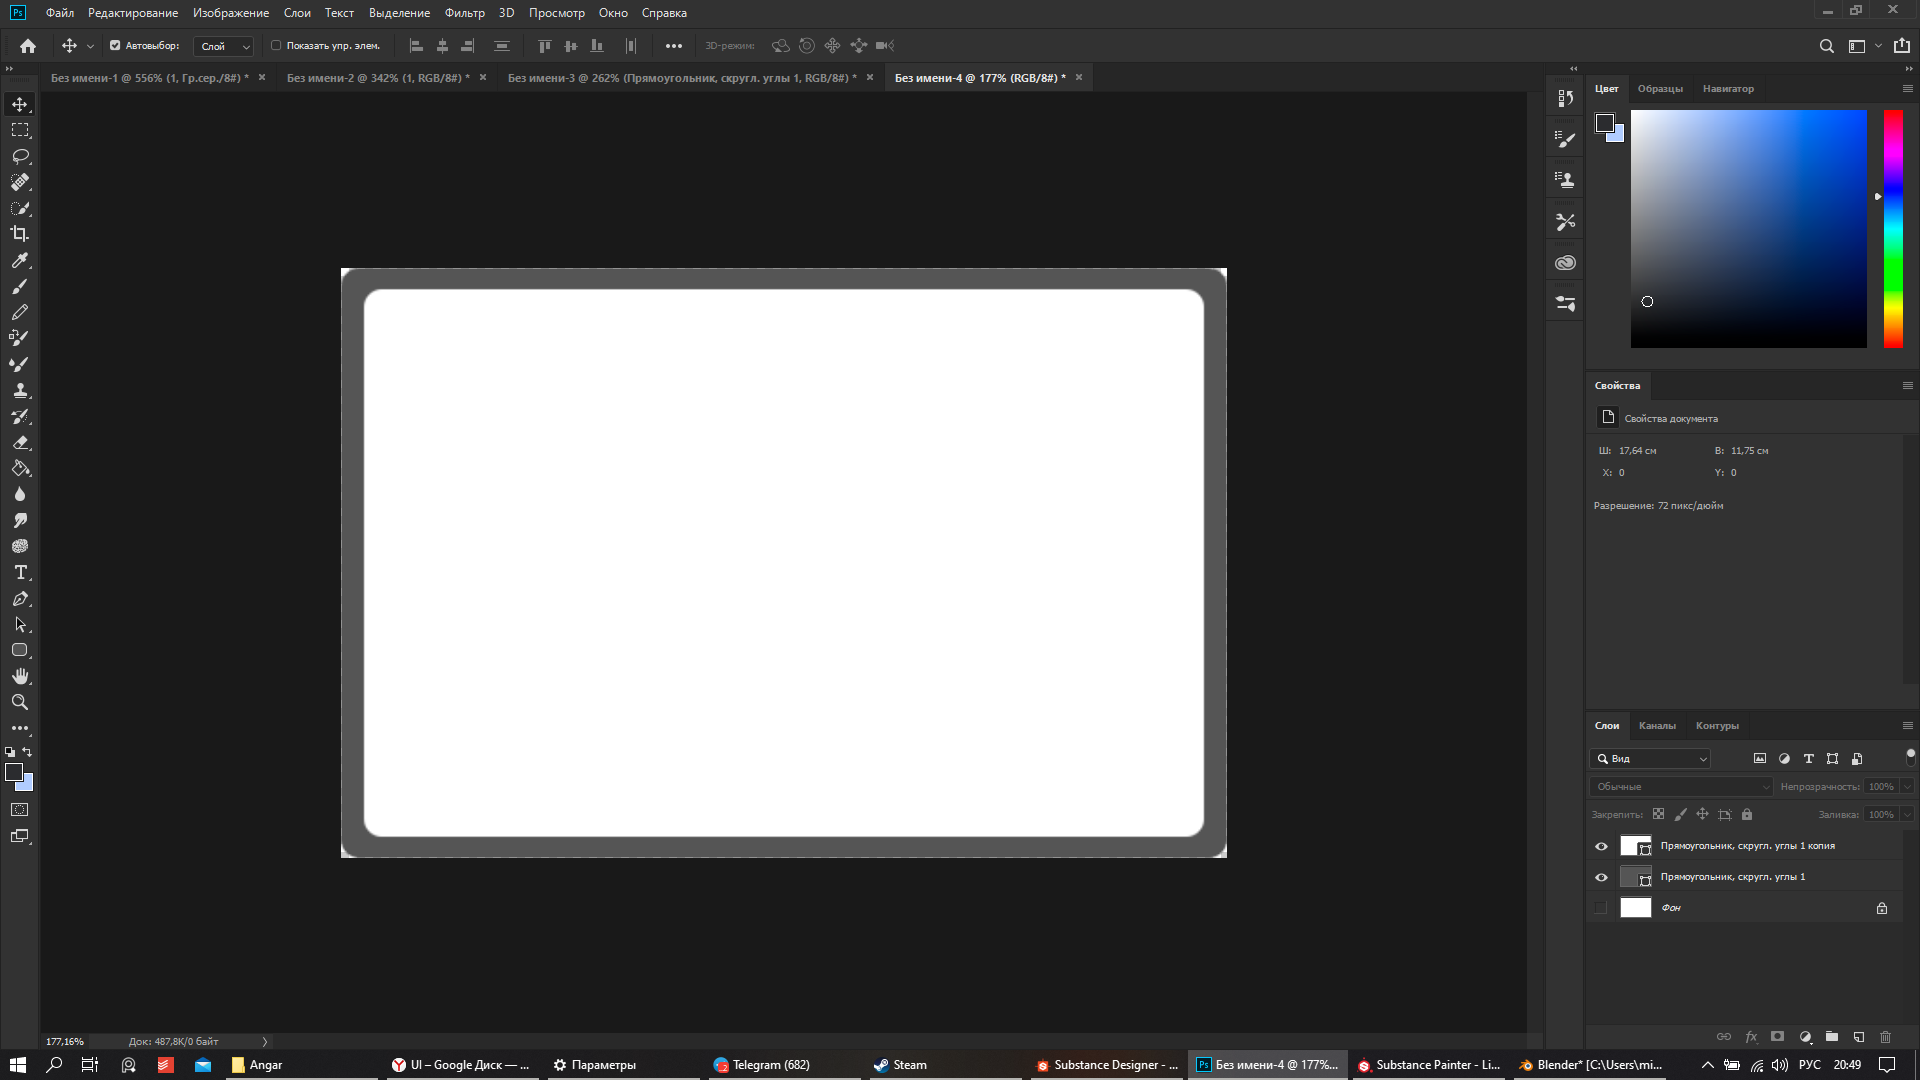 Ps Файл Редактирование Изображение Слои Текст Выделение Фильтр 3D Просмотр Окно Справка
Автовыбор: Слой Показать упр. элем. 3D-режим:
Без имени-1 @ 556% (1, Гр.сер./8#) * Без имени-2 @ 342% (1, RGB/8#) * Без имени-3 @ 262% (Прямоугольник, скругл. углы 1, RGB/8#) * Без имени-4 @ 177% (RGB/8#) *
Цвет Образцы Навигатор
Свойства
Свойства документа
Ш: 17,64 см В: 11,75 см
X: 0 Y: 0
Разрешение: 72 пикс/дюйм
Слои Каналы Контуры
Вид
Обычные Непрозрачность: 100%
Закрепить: Заливка: 100%
Прямоугольник, скругл. углы 1 копия
Прямоугольник, скругл. углы 1
Фон
177,16% Док: 487,8K/0 байт
Angar UI – Google Диск — ... Параметры Telegram (682) Steam Substance Designer - ... Ps Без имени-4 @ 177%... Substance Painter - Li... Blender* [C:\Users\mi... РУС 20:49